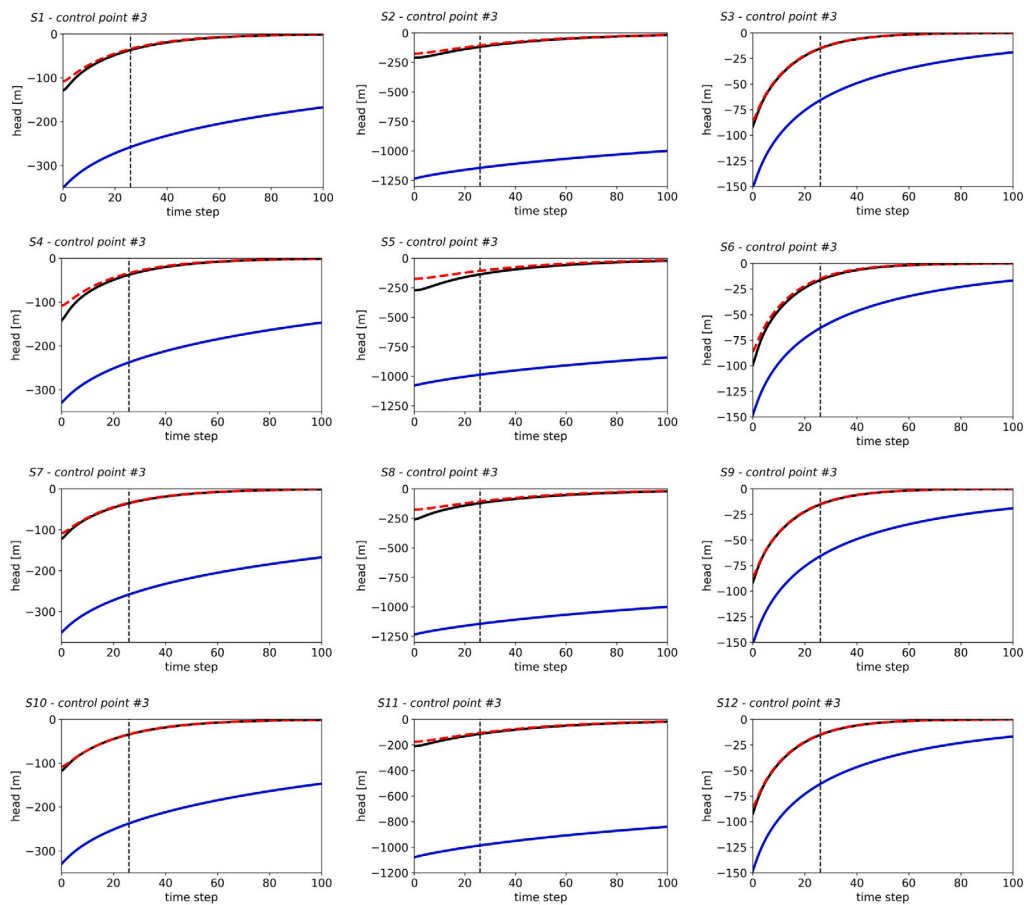 S1 - control point #3
S2 - control point #3
S3 - control point #3
0
−100
−200
−300
head [m]
0 20 40 60 80 100
time step
0
−250
−500
−750
−1000
−1250
head [m]
0 20 40 60 80 100
time step
0
−25
−50
−75
−100
−125
−150
head [m]
0 20 40 60 80 100
time step
S4 - control point #3
S5 - control point #3
S6 - control point #3
0
−100
−200
−300
head [m]
0 20 40 60 80 100
time step
0
−250
−500
−750
−1000
−1250
head [m]
0 20 40 60 80 100
time step
0
−25
−50
−75
−100
−125
−150
head [m]
0 20 40 60 80 100
time step
S7 - control point #3
S8 - control point #3
S9 - control point #3
0
−100
−200
−300
head [m]
0 20 40 60 80 100
time step
0
−250
−500
−750
−1000
−1250
head [m]
0 20 40 60 80 100
time step
0
−25
−50
−75
−100
−125
−150
head [m]
0 20 40 60 80 100
time step
S10 - control point #3
S11 - control point #3
S12 - control point #3
0
−100
−200
−300
head [m]
0 20 40 60 80 100
time step
0
−200
−400
−600
−800
−1000
−1200
head [m]
0 20 40 60 80 100
time step
0
−25
−50
−75
−100
−125
−150
head [m]
0 20 40 60 80 100
time step